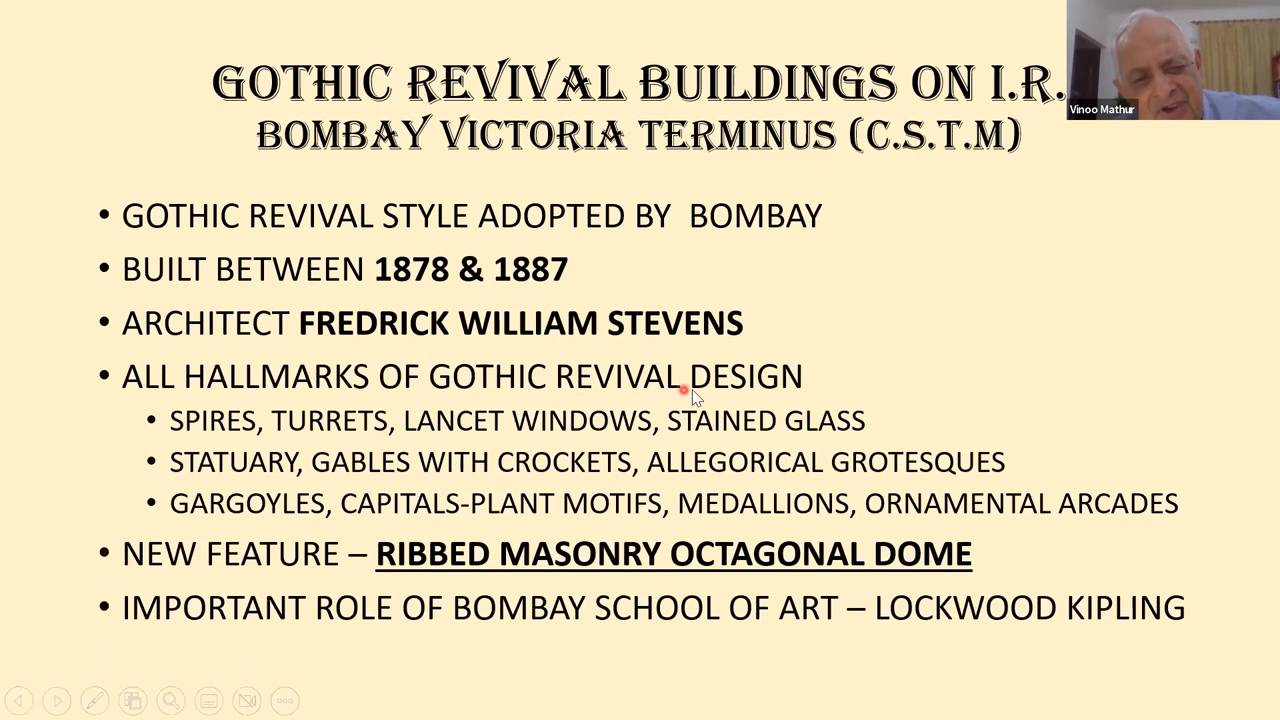 GOTHIC REVIVAL BUILDINGS ON I.R.
BOMBAY VICTORIA TERMINUS (C.S.T.M)
Vinoo Mathur
• GOTHIC REVIVAL STYLE ADOPTED BY  BOMBAY
• BUILT BETWEEN 1878 & 1887
• ARCHITECT FREDRICK WILLIAM STEVENS
• ALL HALLMARKS OF GOTHIC REVIVAL DESIGN
• SPIRES, TURRETS, LANCET WINDOWS, STAINED GLASS
• STATUARY, GABLES WITH CROCKETS, ALLEGORICAL GROTESQUES
• GARGOYLES, CAPITALS-PLANT MOTIFS, MEDALLIONS, ORNAMENTAL ARCADES
• NEW FEATURE – RIBBED MASONRY OCTAGONAL DOME
• IMPORTANT ROLE OF BOMBAY SCHOOL OF ART – LOCKWOOD KIPLING